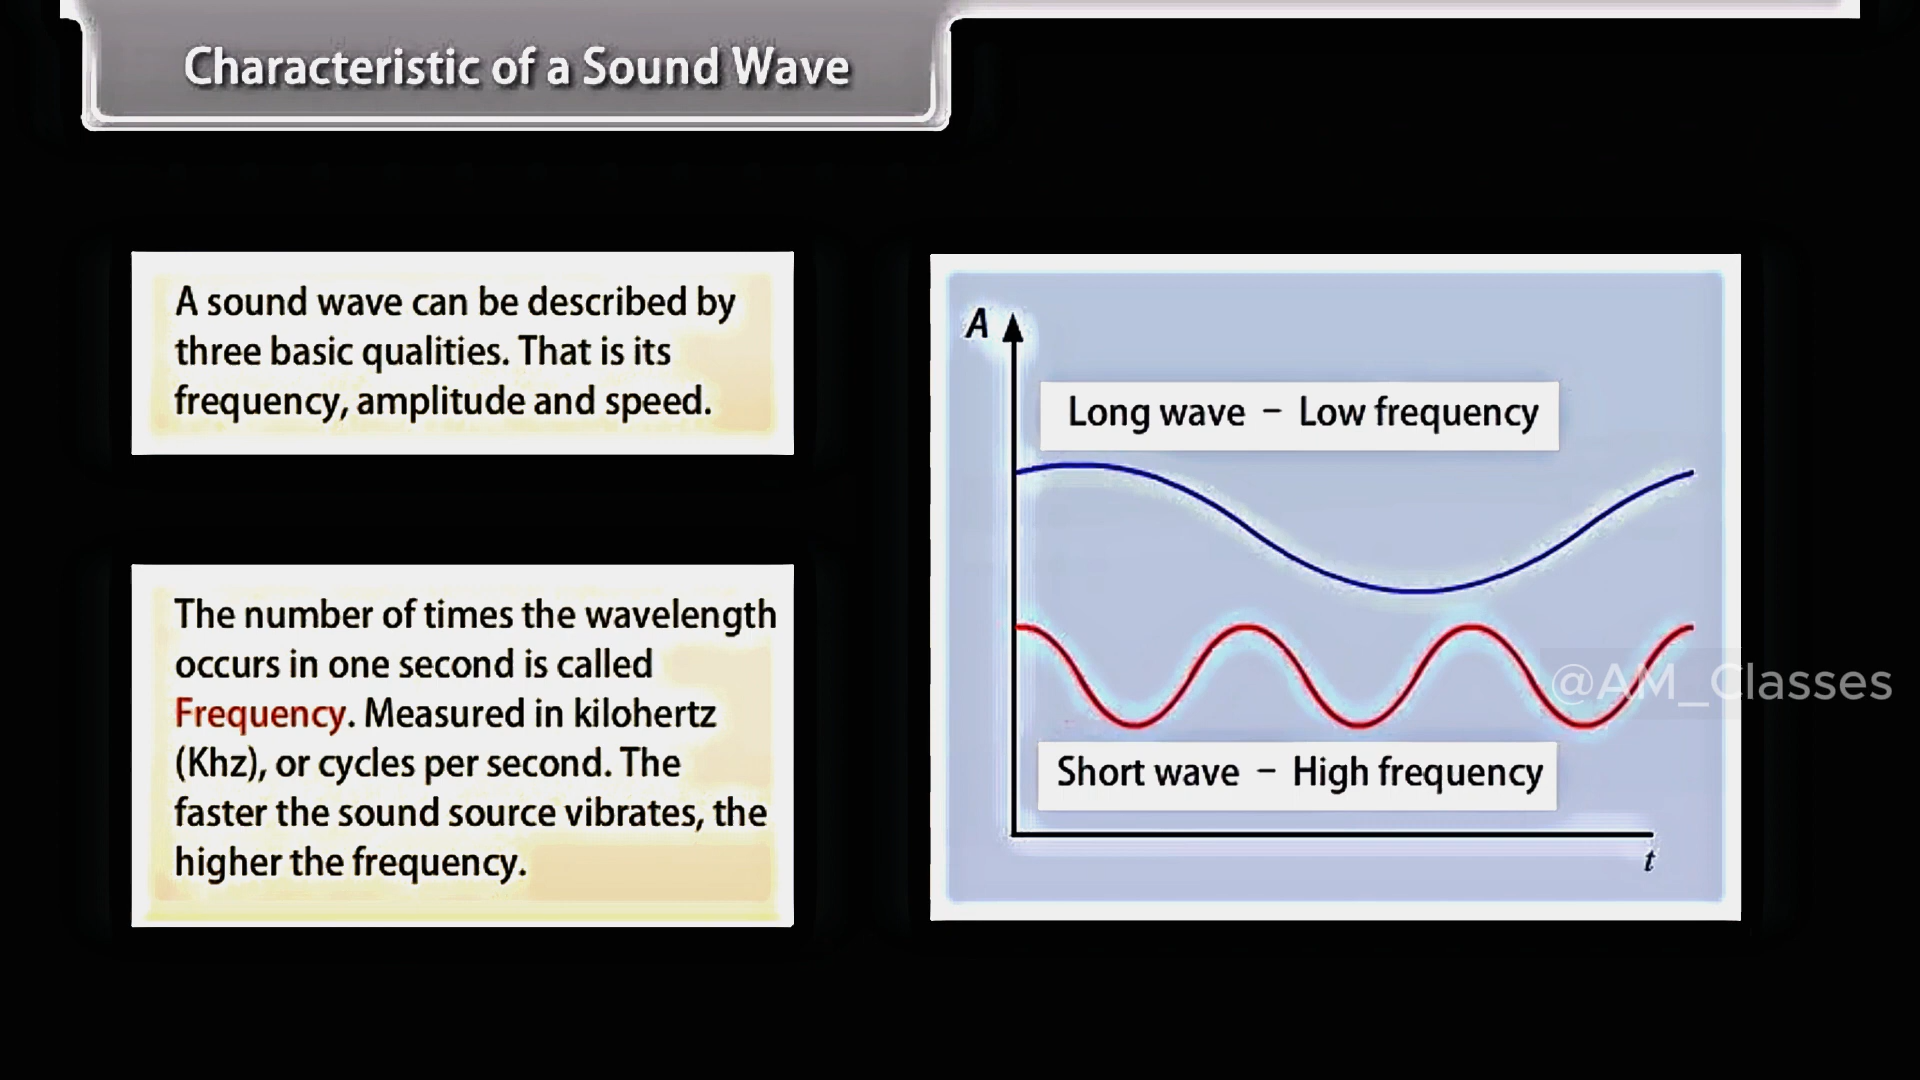 Characteristic of a Sound Wave
A sound wave can be described by
three basic qualities. That is its
frequency, amplitude and speed.
The number of times the wavelength
occurs in one second is called
Frequency. Measured in kilohertz
(Khz), or cycles per second. The
faster the sound source vibrates, the
higher the frequency.
A
Long wave – Low frequency
@AM_Classes
Short wave – High frequency
t